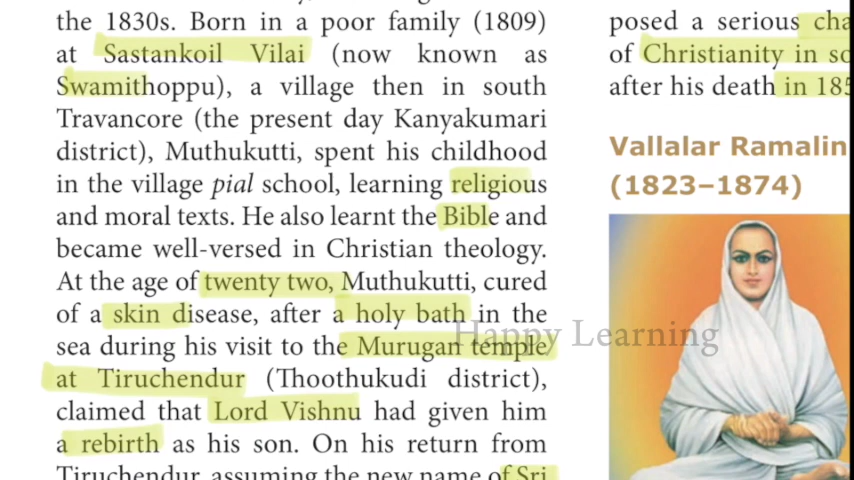 the 1830s. Born in a poor family (1809)
at Sastankoil Vilai (now known as
Swamithoppu), a village then in south
Travancore (the present day Kanyakumari
district), Muthukutti, spent his childhood
in the village pial school, learning religious
and moral texts. He also learnt the Bible and
became well-versed in Christian theology.
At the age of twenty two, Muthukutti, cured
of a skin disease, after a holy bath in the
sea during his visit to the Murugan temple
at Tiruchendur (Thoothukudi district),
claimed that Lord Vishnu had given him
a rebirth as his son. On his return from
Tiruchendur, assuming the new name of Sri
posed a serious cha
of Christianity in so
after his death in 185
Vallalar Ramalin
(1823–1874)
Happy Learning